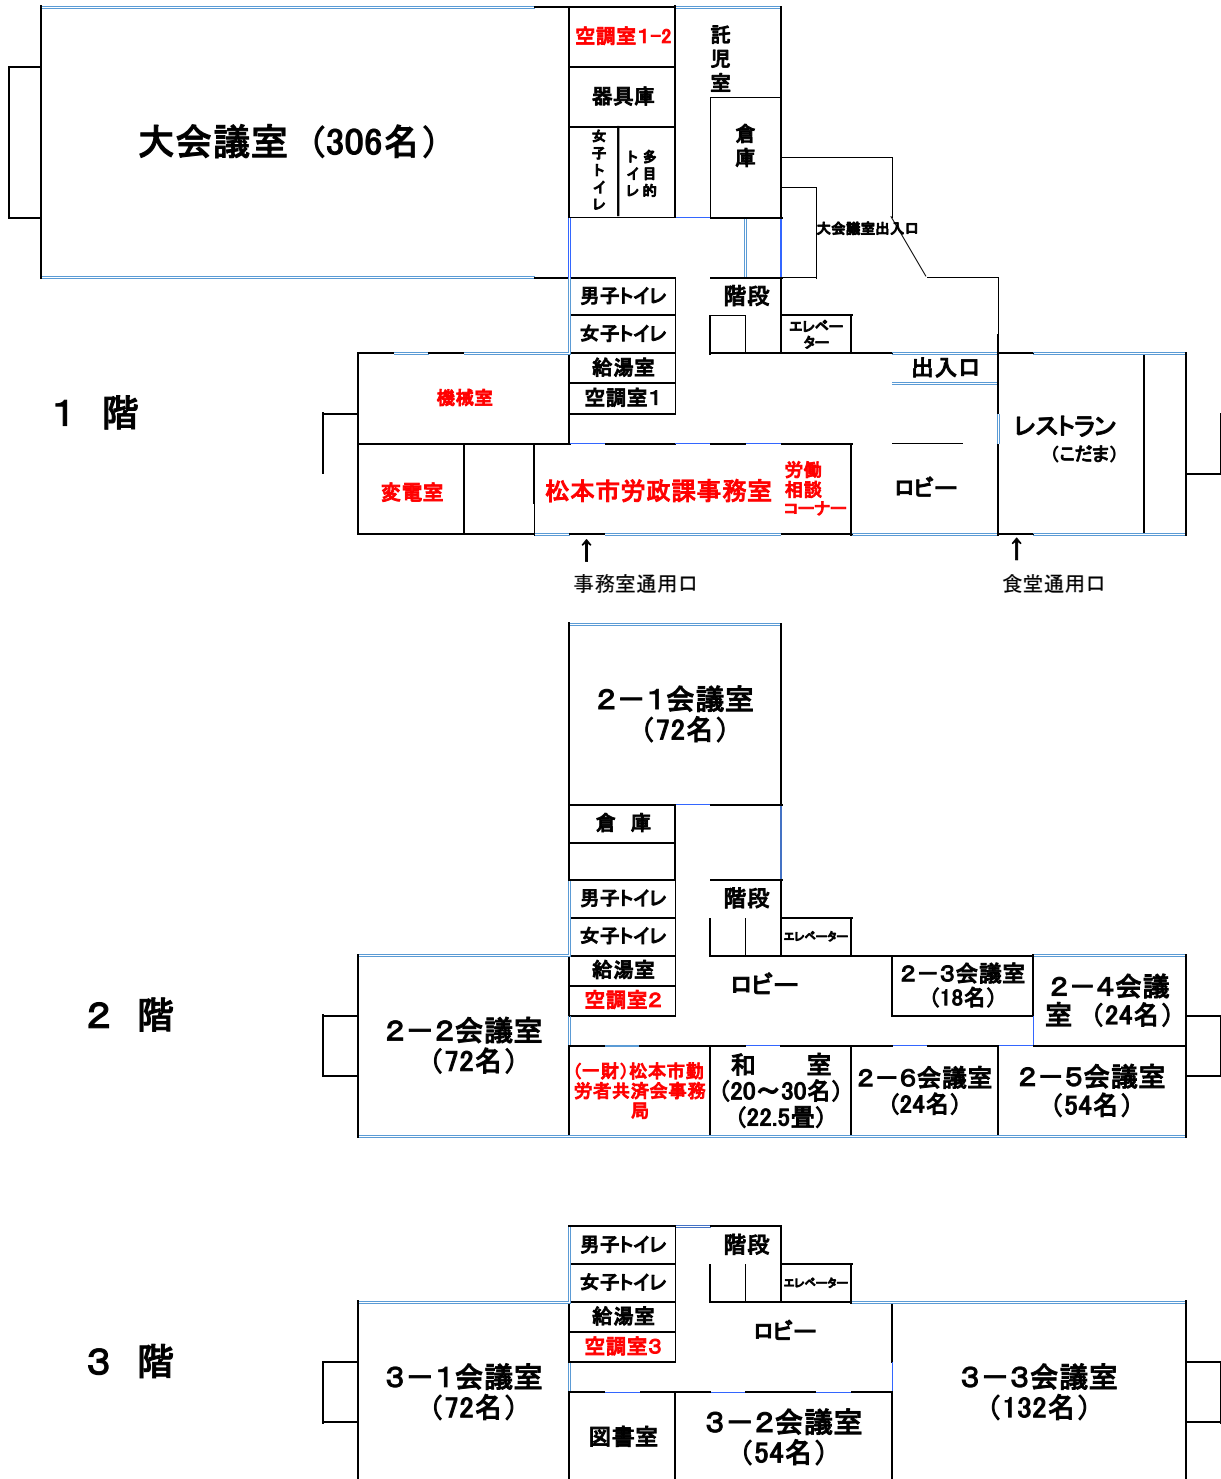 空調室1-2
託児室
器具庫
大会議室（306名）
女子トイレ
多目的
トイレ
倉庫
大会議室出入口
男子トイレ
階段
女子トイレ
エレベー
ター
給湯室
出入口
機械室
空調室1
１ 階
レストラン
（こだま）
変電室
松本市労政課事務室
労働
相談
コーナー
ロビー
↑
↑
事務室通用口
食堂通用口
２－１会議室
（72名）
倉 庫
男子トイレ
階段
女子トイレ
エレベーター
給湯室
ロビー
２－３会議室
（18名）
２－４会議
室 （24名）
空調室2
２ 階
２－２会議室
（72名）
（一財）松本市勤
労者共済会事務
局
和 室
（20～30名）
（22.5畳）
２－６会議室
（24名）
２－５会議室
（54名）
男子トイレ
階段
女子トイレ
エレベーター
給湯室
ロビー
空調室3
３ 階
３－１会議室
（72名）
３－３会議室
（132名）
図書室
３－２会議室
（54名）